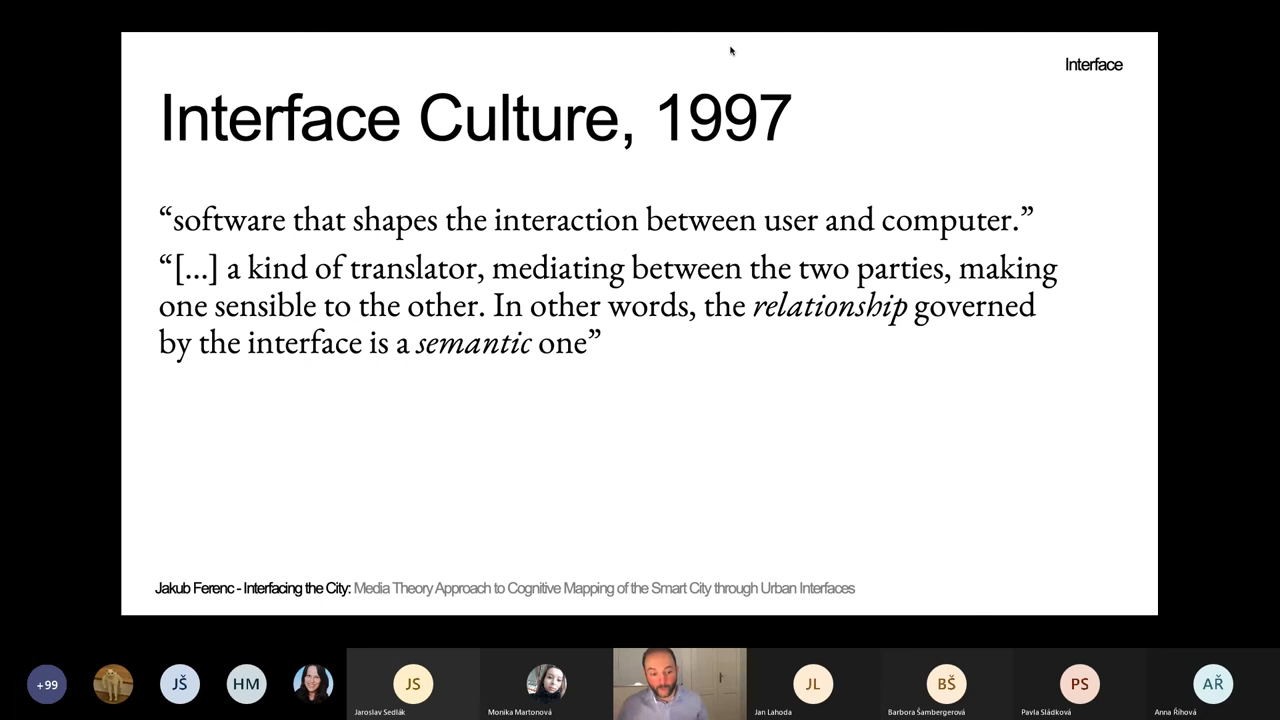 Interface
Interface Culture, 1997
“software that shapes the interaction between user and computer.”
“[...] a kind of translator, mediating between the two parties, making
one sensible to the other. In other words, the relationship governed
by the interface is a semantic one”
Jakub Ferenc - Interfacing the City: Media Theory Approach to Cognitive Mapping of the Smart City through Urban Interfaces
+99
JŠ
HM
JS
JL
BŠ
PS
AŘ
Jaroslav Sedlák
Monika Martonová
Jan Lahoda
Barbora Šambergerová
Pavla Sládková
Anna Říhová